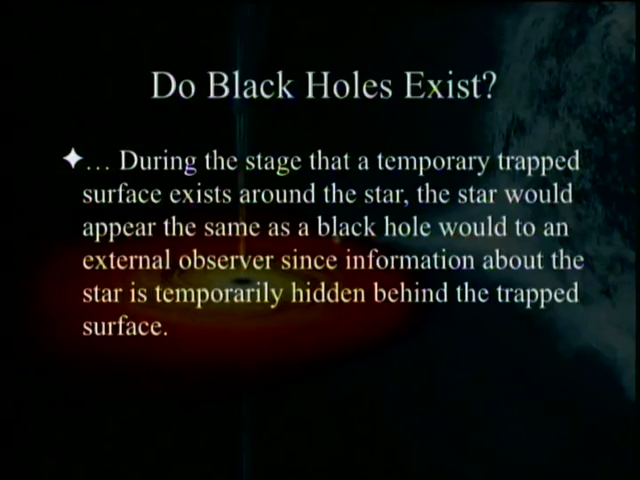 Do Black Holes Exist?
… During the stage that a temporary trapped
surface exists around the star, the star would
appear the same as a black hole would to an
external observer since information about the
star is temporarily hidden behind the trapped
surface.